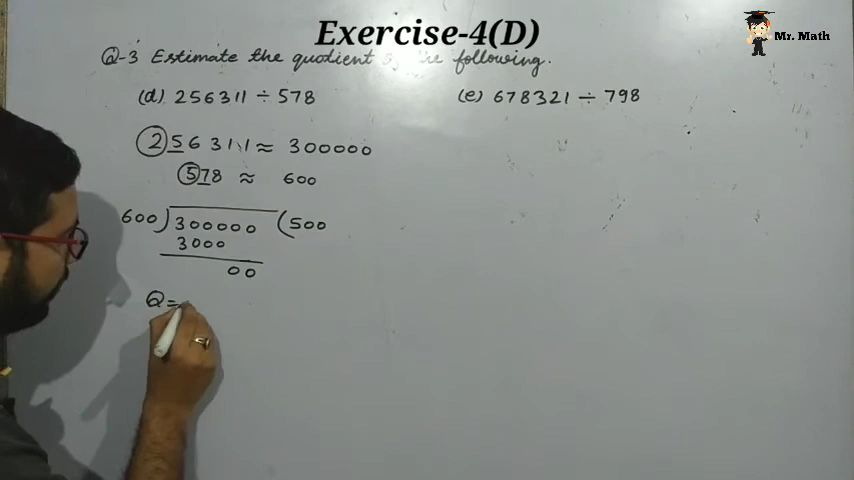 Exercise-4(D)
Mr. Math
Q-3 Estimate the quotient the following.
(d) 256311 ÷ 578
(e) 678321 ÷ 798
256311 ≈ 300000
578 ≈ 600
600)300000(500
3000
00
Q=